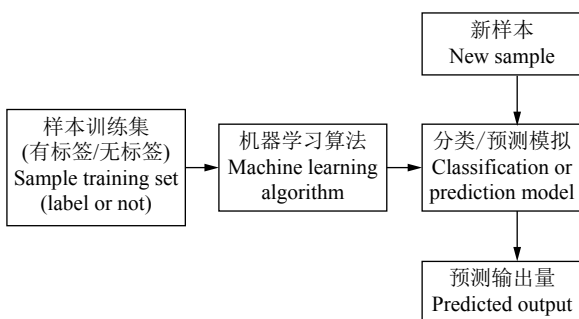 新样本
New sample
样本训练集
(有标签/无标签)
Sample training set
(label or not)
机器学习算法
Machine learning
algorithm
分类/预测模拟
Classification or
prediction model
预测输出量
Predicted output